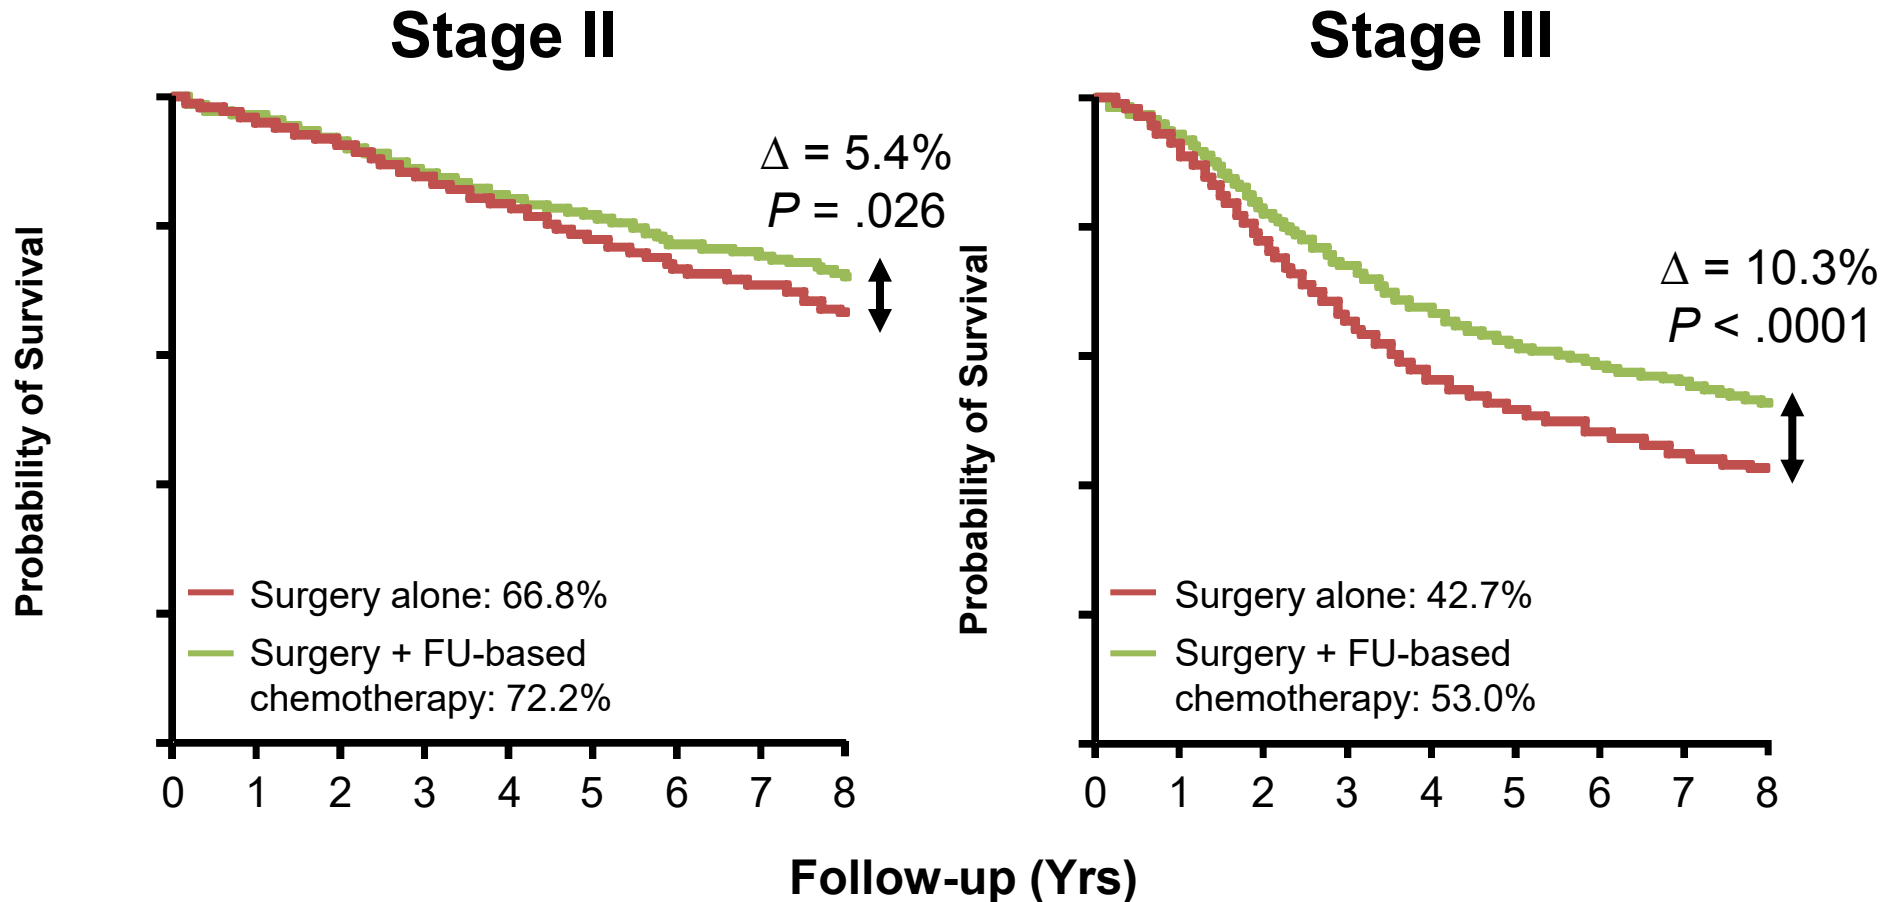 Stage II
Probability of Survival
Δ = 5.4%
P = .026
Surgery alone: 66.8%
Surgery + FU-based
chemotherapy: 72.2%
0 1 2 3 4 5 6 7 8
Stage III
Probability of Survival
Δ = 10.3%
P < .0001
Surgery alone: 42.7%
Surgery + FU-based
chemotherapy: 53.0%
0 1 2 3 4 5 6 7 8
Follow-up (Yrs)